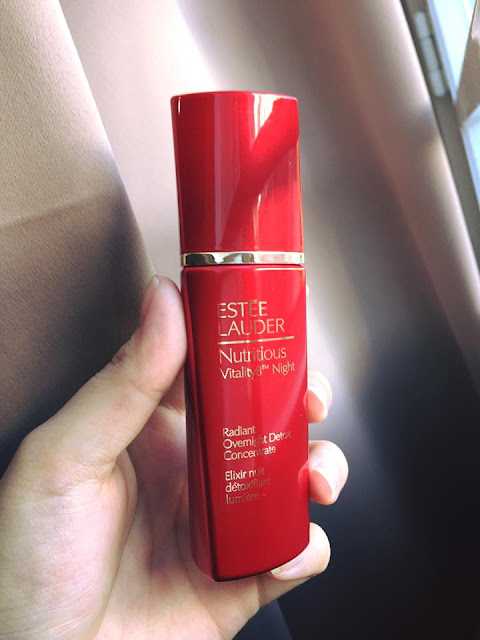 ESTĒE
LAUDER
Nutritious
Vitality8™ Night
Radiant
Overnight Detox
Concentrate
Elixir nuit
détoxifiant
lumière